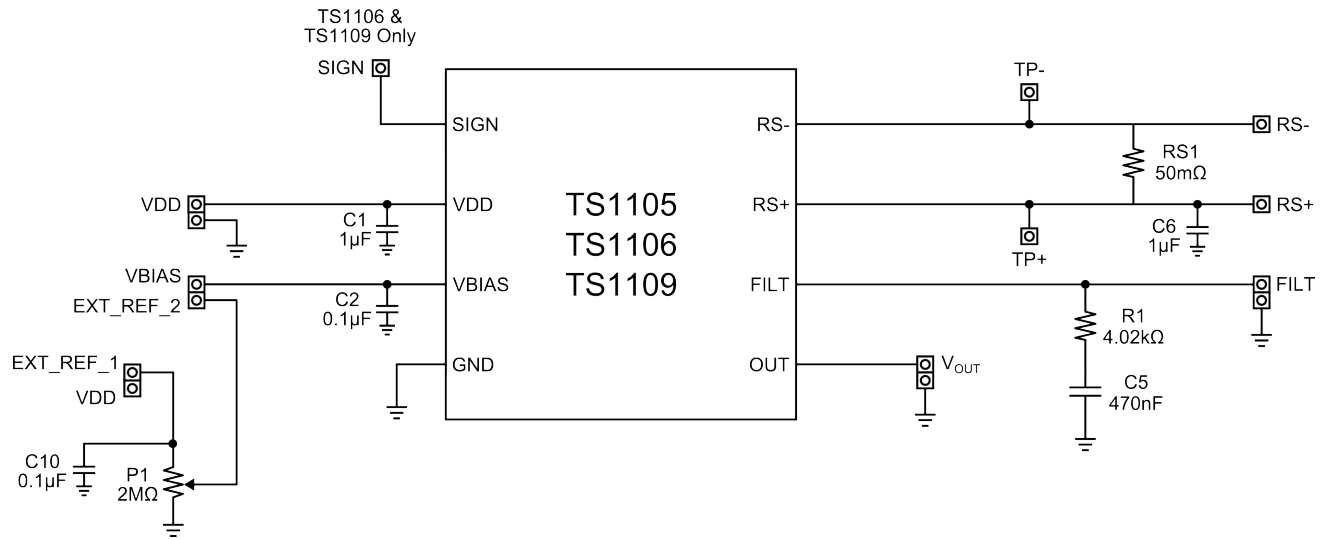 TS1106 &
TS1109 Only
SIGN
TP-
SIGN
RS-
RS-
RS1
50mΩ
VDD
C1
1µF
VDD
TS1105
TS1106
TS1109
RS+
RS+
C6
1µF
TP+
VBIAS
EXT_REF_2
C2
0.1µF
VBIAS
FILT
FILT
R1
4.02kΩ
EXT_REF_1
VDD
GND
OUT
VOUT
C5
470nF
C10
0.1µF
P1
2MΩ